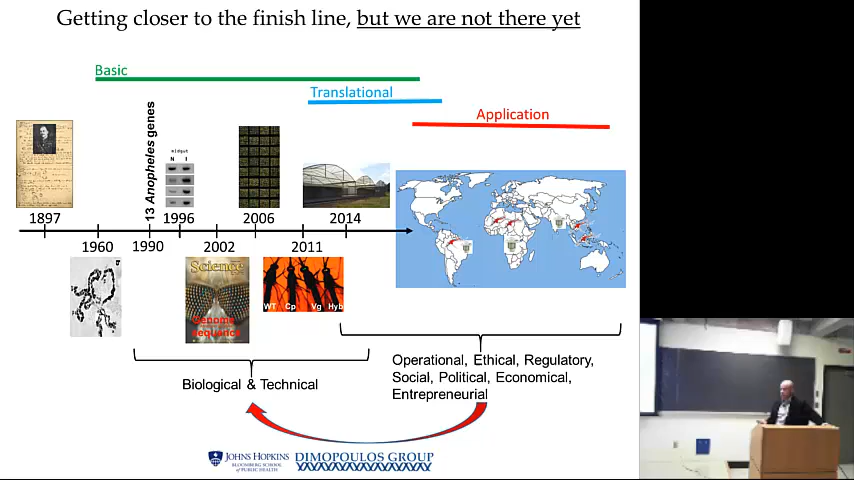 Getting closer to the finish line, but we are not there yet
Basic
Translational
Application
13 Anopheles genes
midgut
N I
1897
1996
2006
2014
1960
1990
2002
2011
Science
Genome
sequence
WT Cp Vg Hyb
Biological & Technical
Operational, Ethical, Regulatory,
Social, Political, Economical,
Entrepreneurial
JOHNS HOPKINS
BLOOMBERG SCHOOL
of PUBLIC HEALTH
DIMOPOULOS GROUP